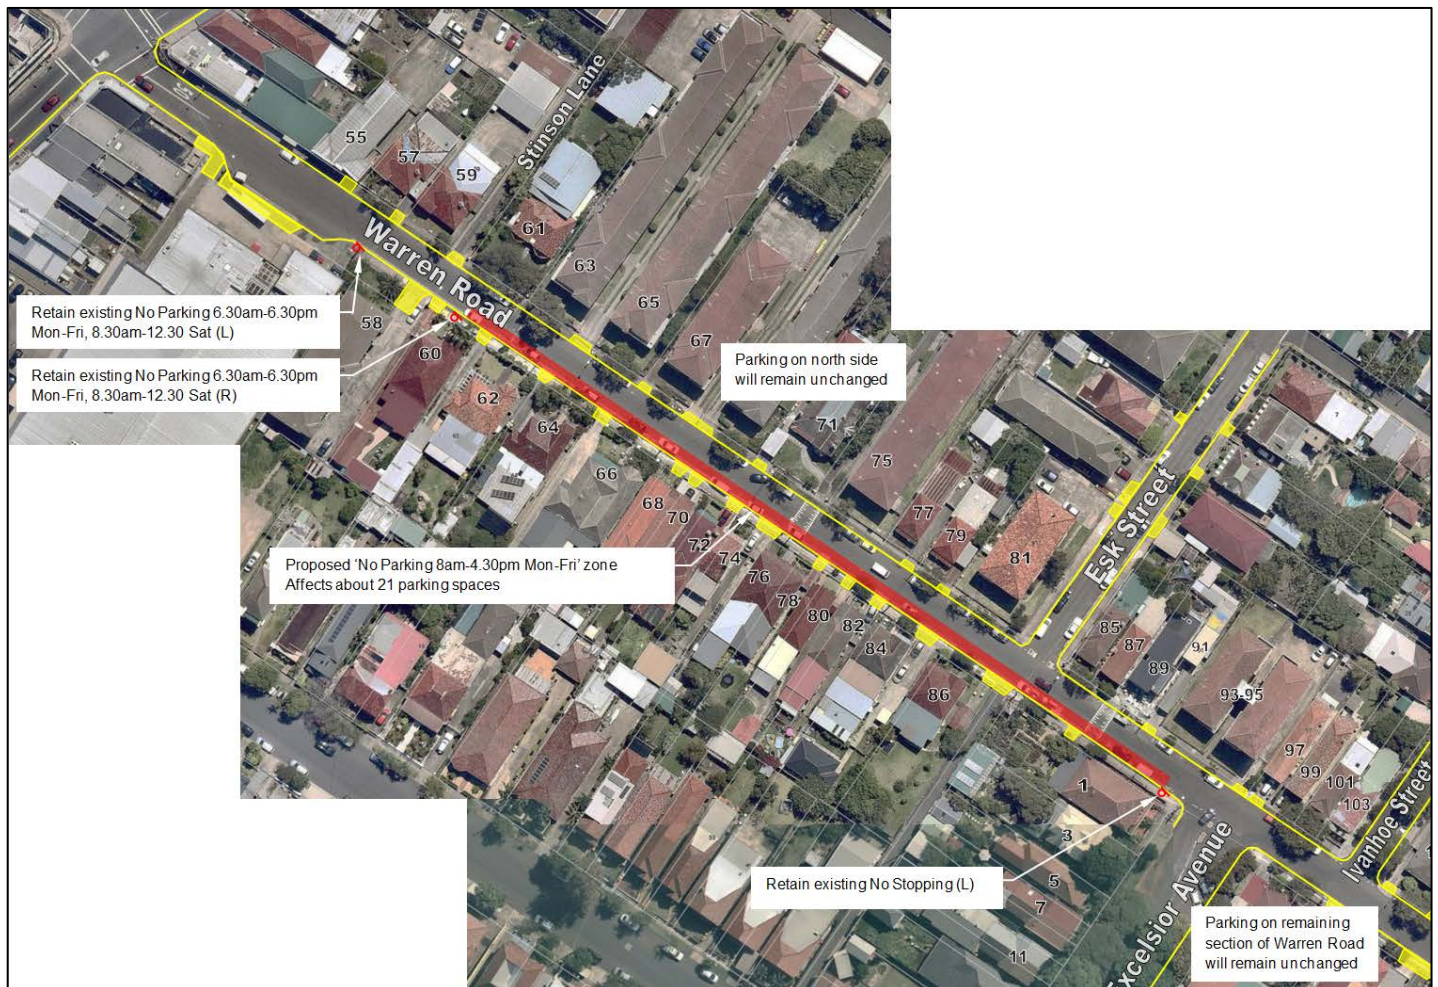 55
57
59
Stinson Lane
61
63
65
67
Warren Road
Retain existing No Parking 6.30am-6.30pm
Mon-Fri, 8.30am-12.30 Sat (L)
58
60
Retain existing No Parking 6.30am-6.30pm
Mon-Fri, 8.30am-12.30 Sat (R)
Parking on north side
will remain unchanged
62
64
66
68
70
72
74
71
75
77
79
81
Esk Street
7
Proposed ‘No Parking 8am-4.30pm Mon-Fri’ zone
Affects about 21 parking spaces
76
78
80
82
84
86
85
87
89
91
93-95
97
99
101
103
Ivanhoe Street
1
3
5
7
11
Retain existing No Stopping (L)
Excelsior Avenue
Parking on remaining
section of Warren Road
will remain unchanged